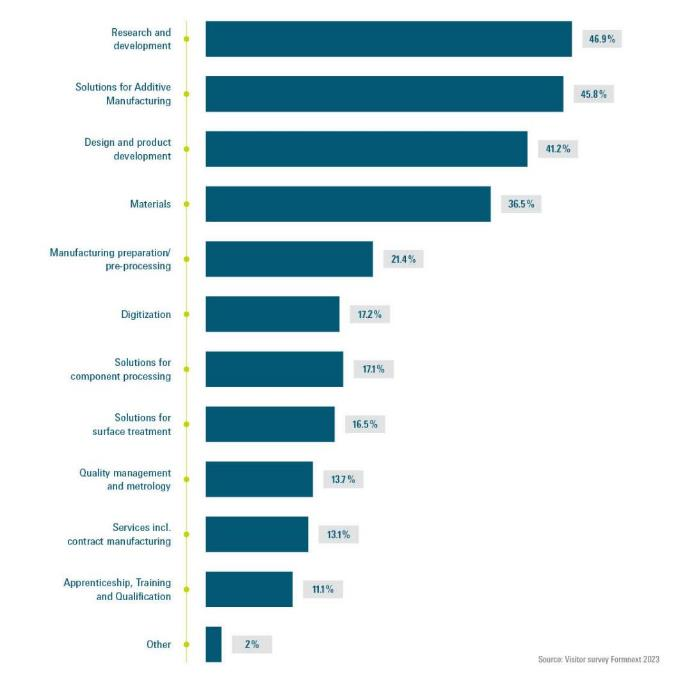 Research and
development
46.9%
Solutions for Additive
Manufacturing
45.8%
Design and product
development
41.2%
Materials
36.5%
Manufacturing preparation/
pre-processing
21.4%
Digitization
17.2%
Solutions for
component processing
17.1%
Solutions for
surface treatment
16.5%
Quality management
and metrology
13.7%
Services incl.
contract manufacturing
13.1%
Apprenticeship, Training
and Qualification
11.1%
Other
2%
Source: Visitor survey Formnext 2023